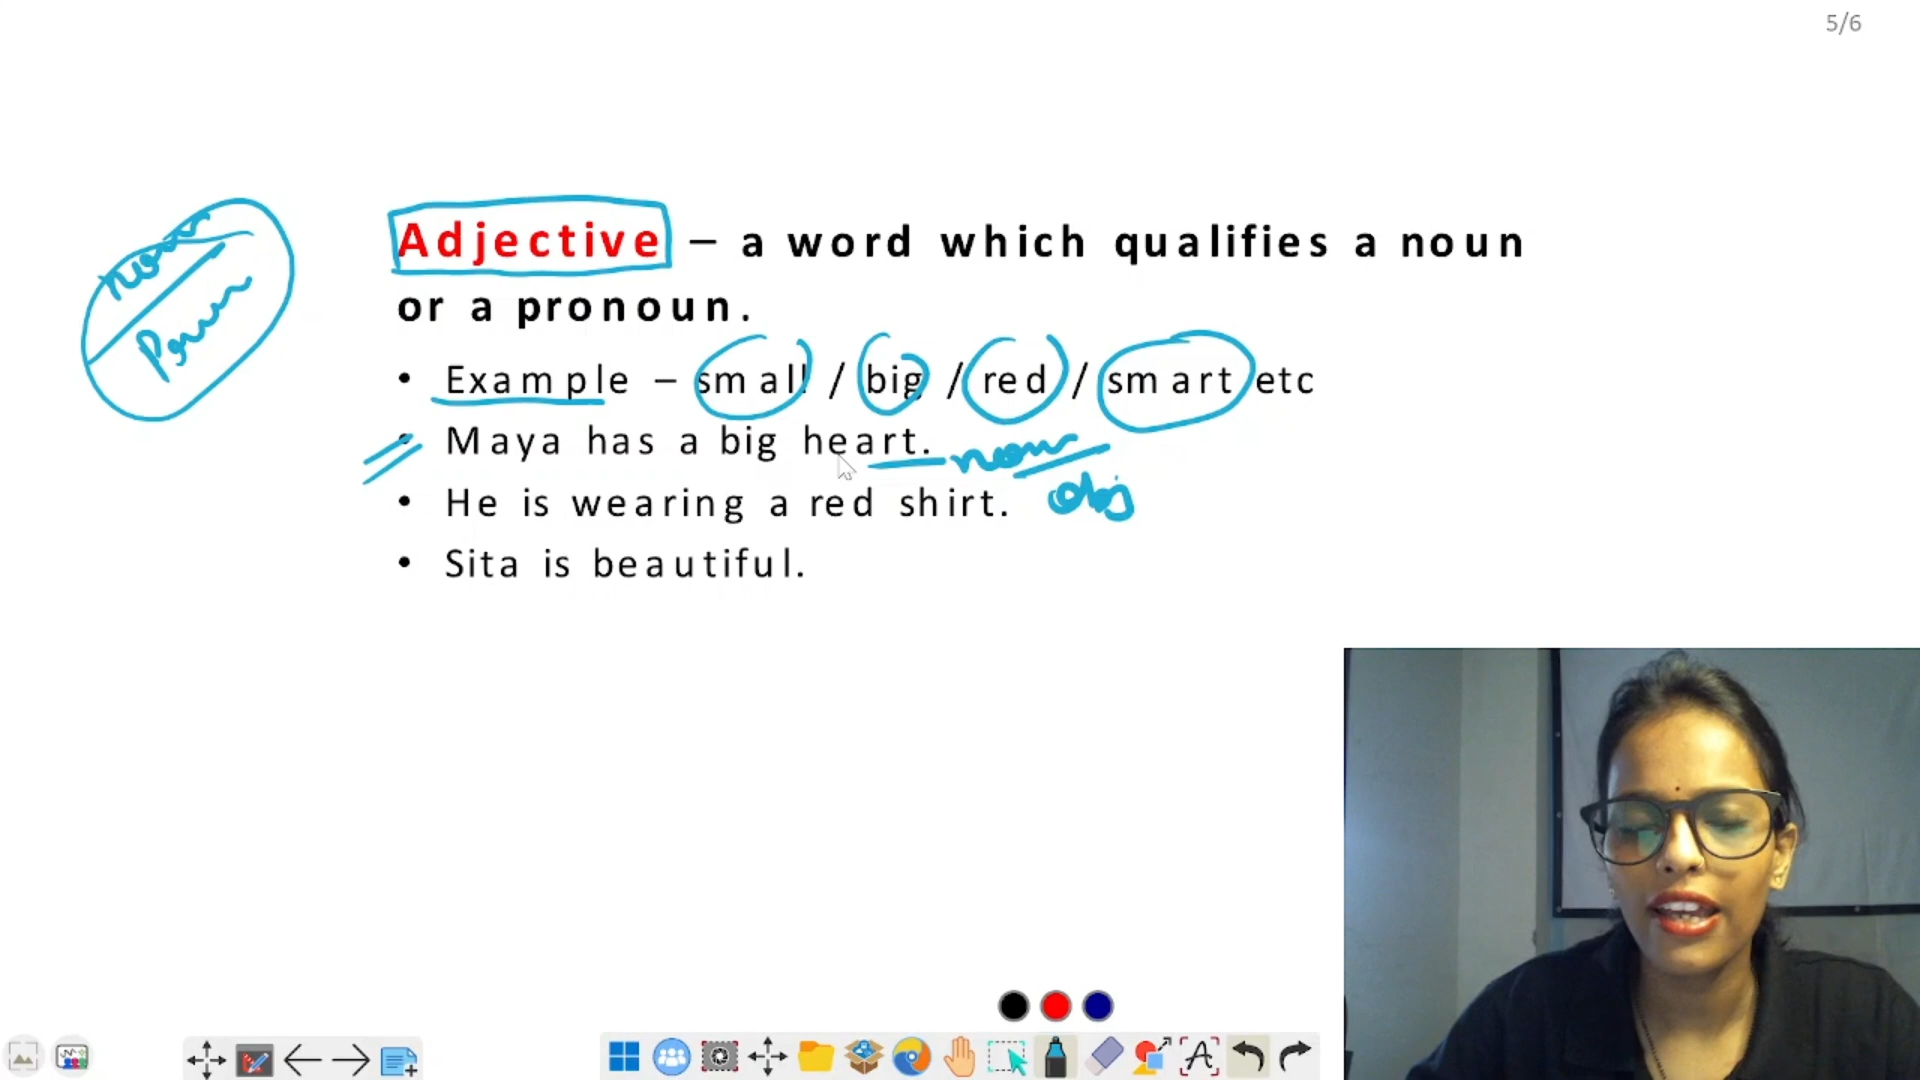 5/6
Adjective – a word which qualifies a noun
or a pronoun.
noun
• Example – small / big / red / smart etc
• Maya has a big heart. noun
• He is wearing a red shirt. obj
• Sita is beautiful.